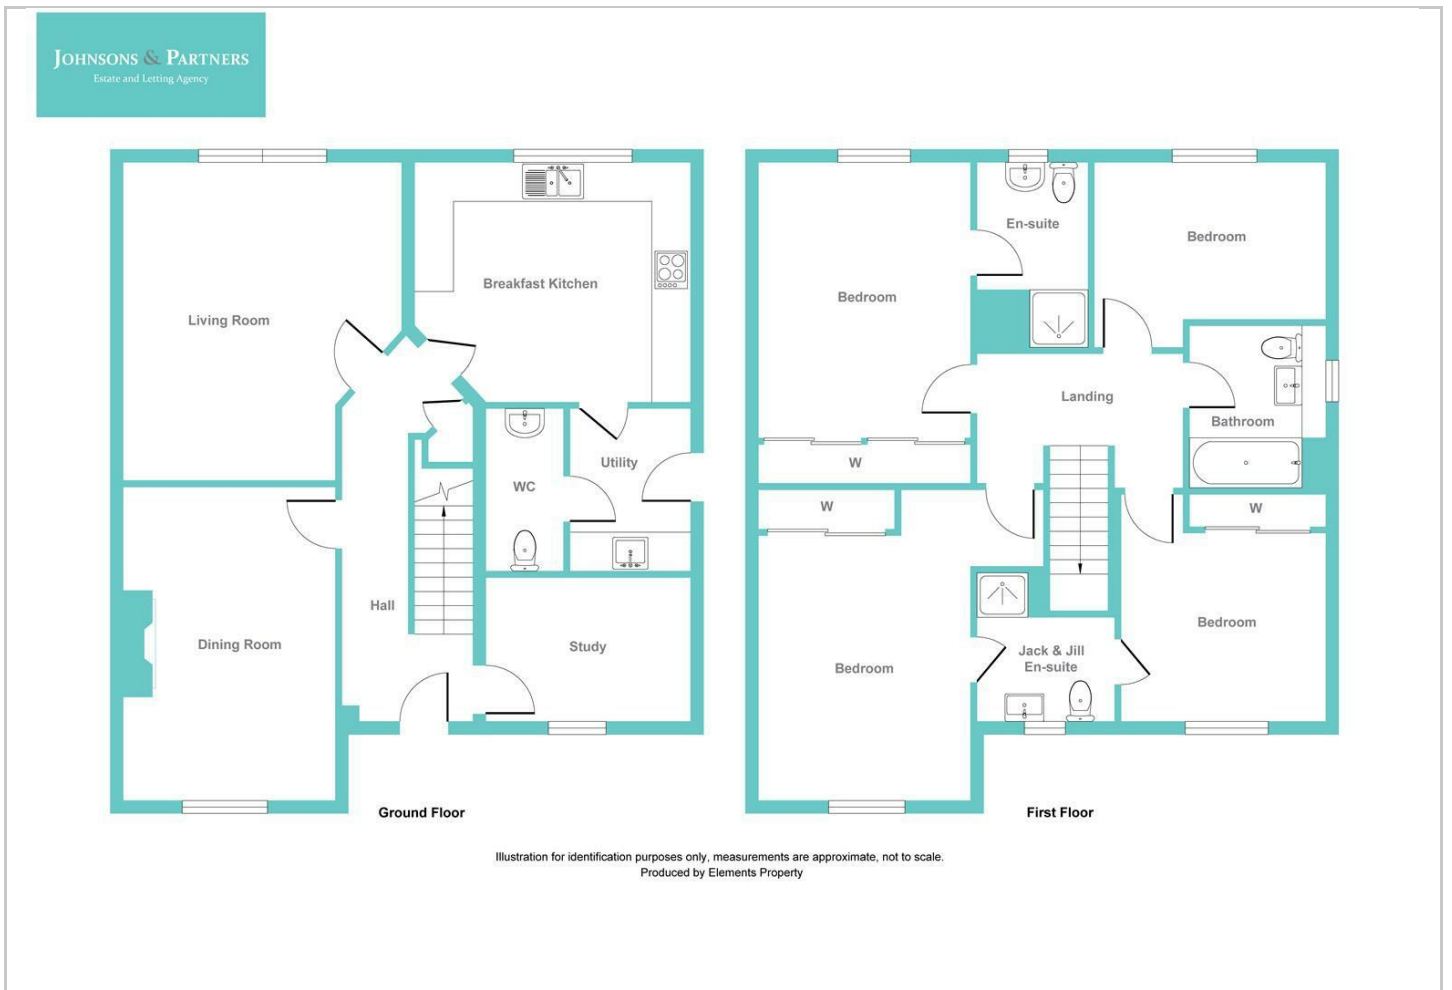 JOHNSONS & PARTNERS
Estate and Letting Agency
Living Room
Breakfast Kitchen
Utility
WC
Hall
Dining Room
Study
Ground Floor
Bedroom
En-suite
Bedroom
Landing
Bathroom
W
W
W
Bedroom
Jack & Jill
En-suite
Bedroom
First Floor
Illustration for identification purposes only, measurements are approximate, not to scale.
Produced by Elements Property